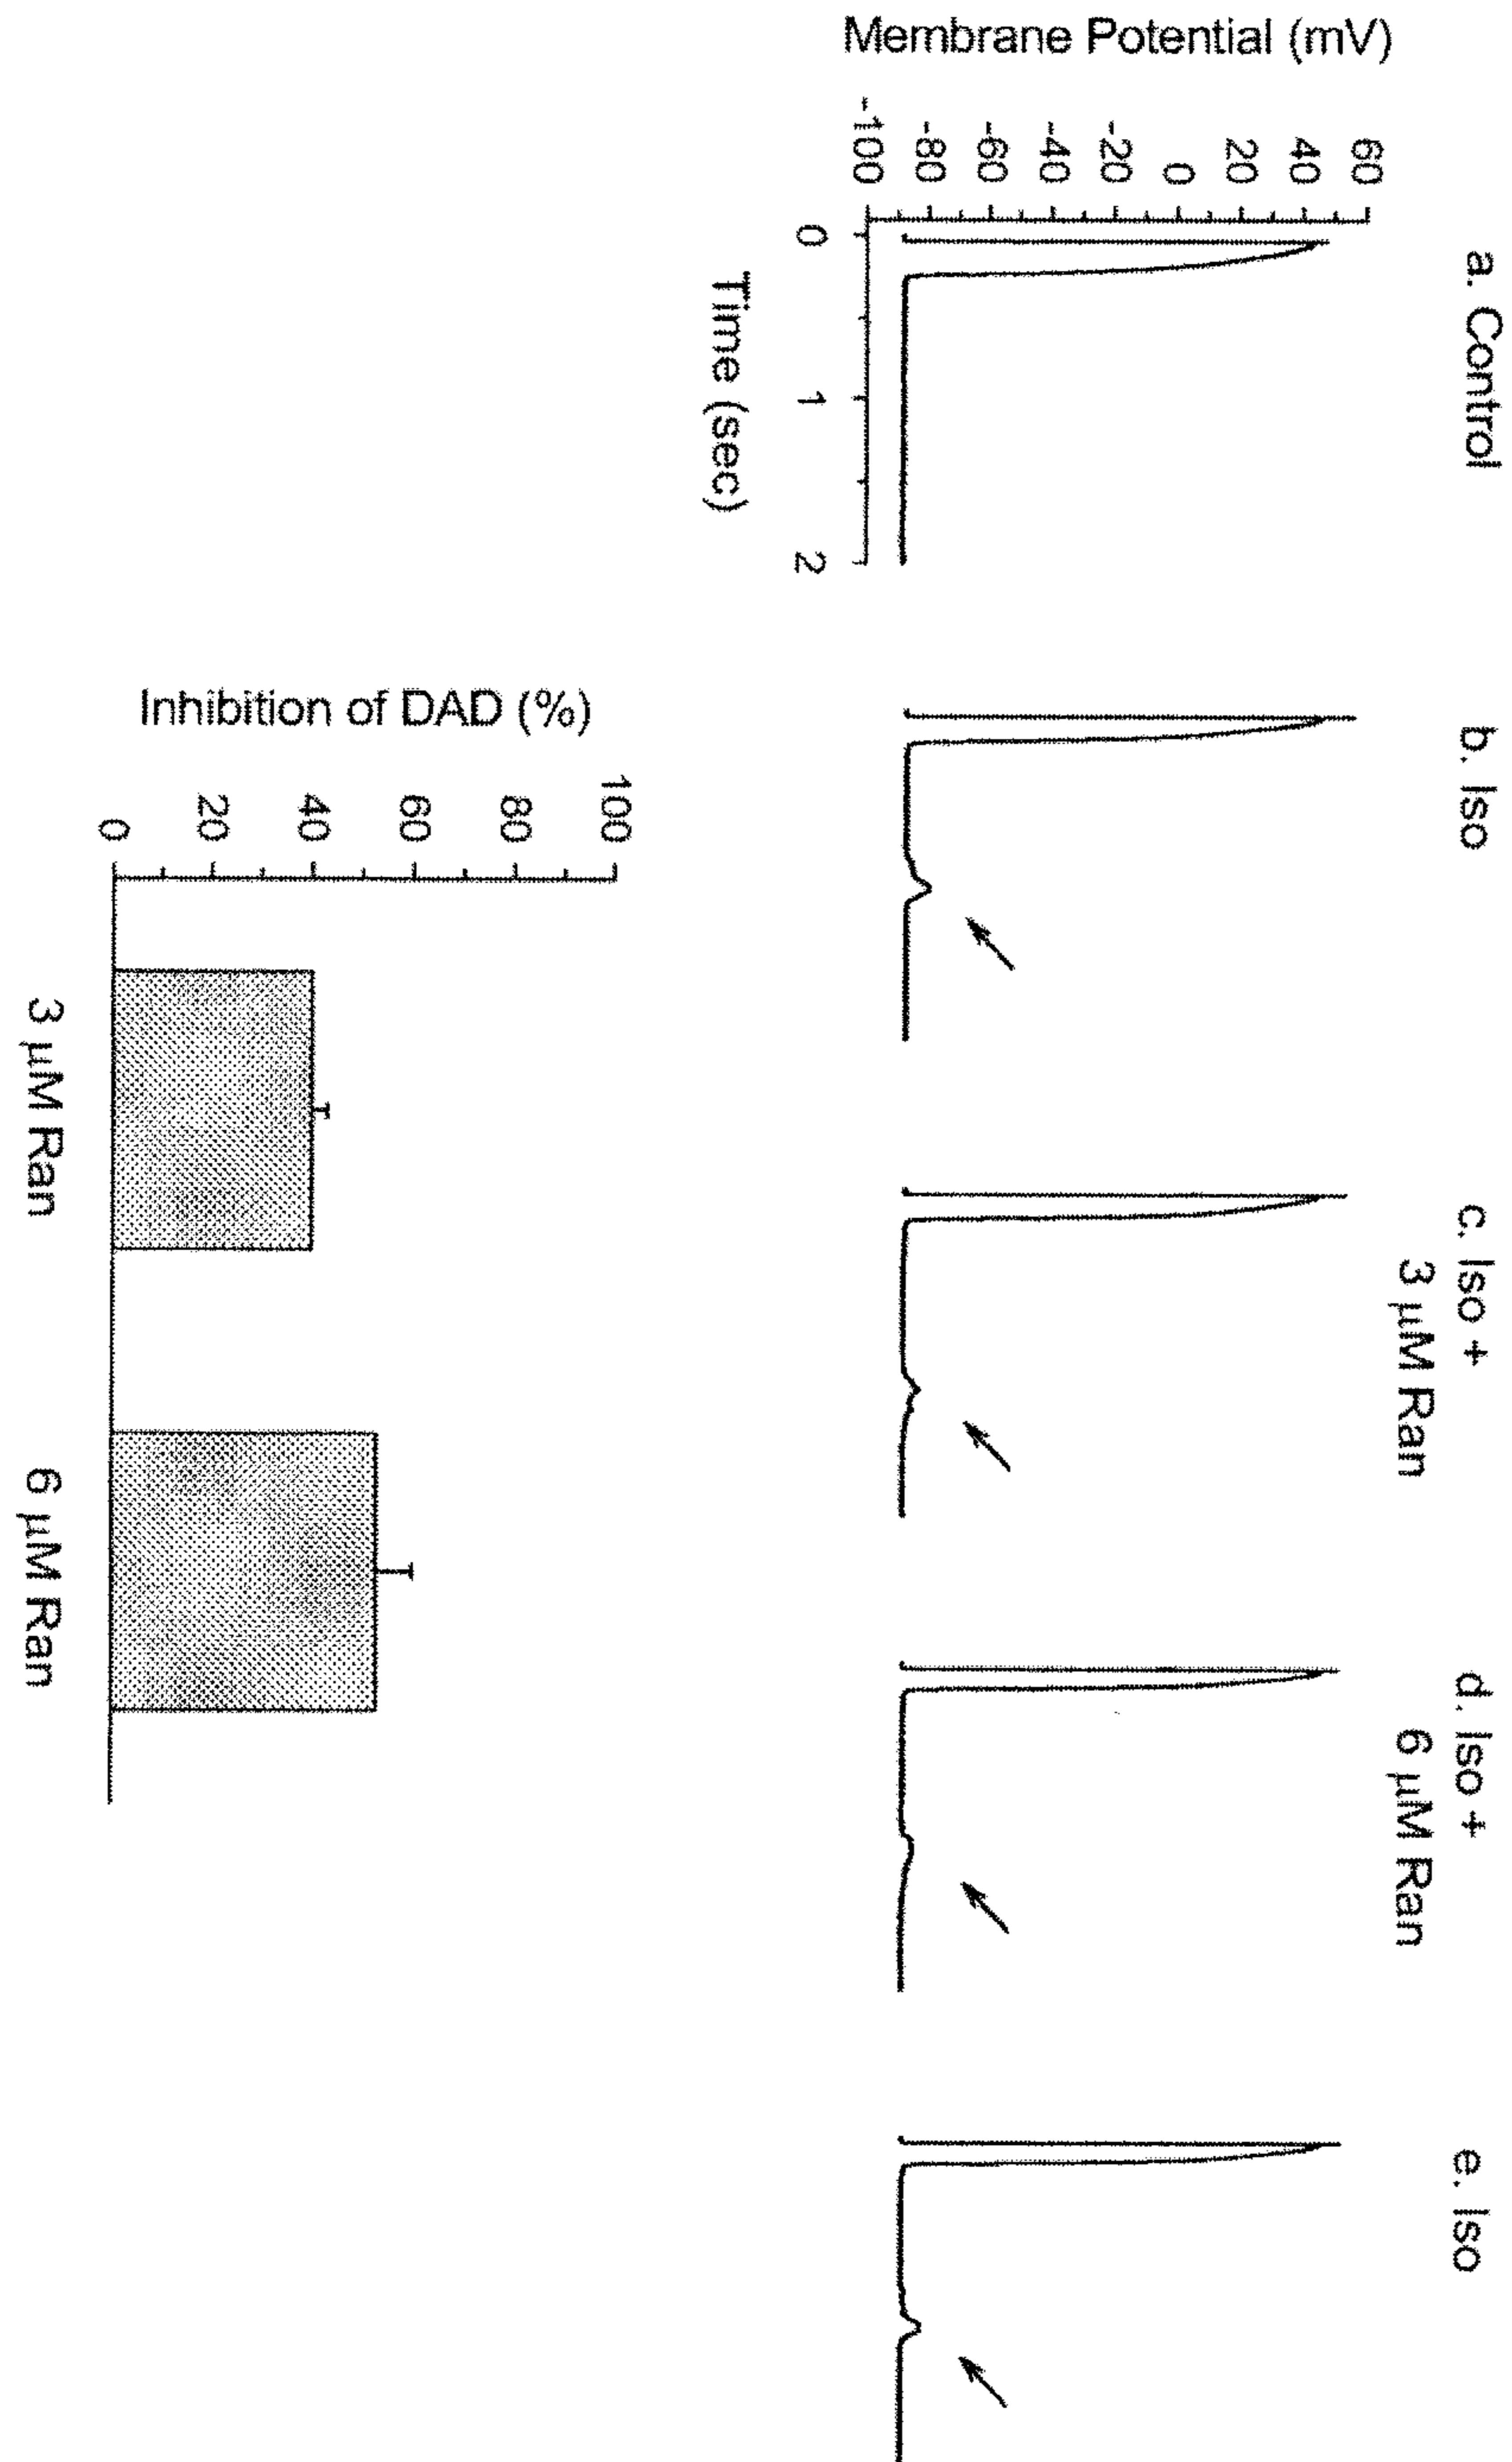 a. Control
b. Iso
c. Iso +
3 µM Ran
d. Iso +
6 µM Ran
e. Iso
Membrane Potential (mV)
60
40
20
0
-20
-40
-60
-80
-100
0
1
2
Time (sec)
Inhibition of DAD (%)
100
80
60
40
20
0
3 µM Ran
6 µM Ran